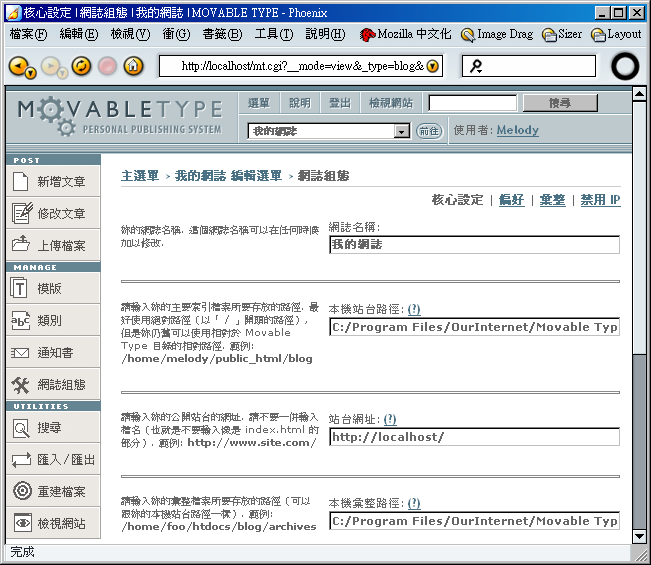 核心設定 | 網誌組態 | 我的網誌 | MOVABLE TYPE - Phoenix
檔案(F) 編輯(E) 檢視(V) 衝(G) 書籤(B) 工具(T) 說明(H) Mozilla 中文化 Image Drag Sizer Layout
http://localhost/mt.cgi?__mode=view&_type=blog&
MOVABLETYPE
PERSONAL PUBLISHING SYSTEM
選單 說明 登出 檢視網站 搜尋
我的網誌 前往 使用者: Melody
POST
新增文章
修改文章
上傳檔案
MANAGE
模版
類別
通知書
網誌組態
UTILITIES
搜尋
匯入/匯出
重建檔案
檢視網站
主選單 > 我的網誌 編輯選單 > 網誌組態
核心設定 | 偏好 | 彙整 | 禁用 IP
妳的網誌名稱. 這個網誌名稱可以在任何時候
加以修改.
網誌名稱:
我的網誌
請輸入妳的主要索引檔案所要存放的路徑. 最
好使用絕對路徑 (以「 / 」開頭的路徑),
但是妳仍舊可以使用相對於 Movable
Type 目錄的相對路徑. 範例:
/home/melody/public_html/blog
本機站台路徑: (?)
C:/Program Files/OurInternet/Movable Typ
請輸入妳的公開站台的網址. 請不要一併輸入
檔名 (也就是不要輸入像是 index.html 的
部分) . 範例: http://www.site.com/
站台網址: (?)
http://localhost/
請輸入妳的彙整檔案所要存放的路徑 (可以
跟妳的本機站台路徑一樣) . 範例:
/home/foo/htdocs/blog/archives
本機彙整路徑: (?)
C:/Program Files/OurInternet/Movable Typ
完成